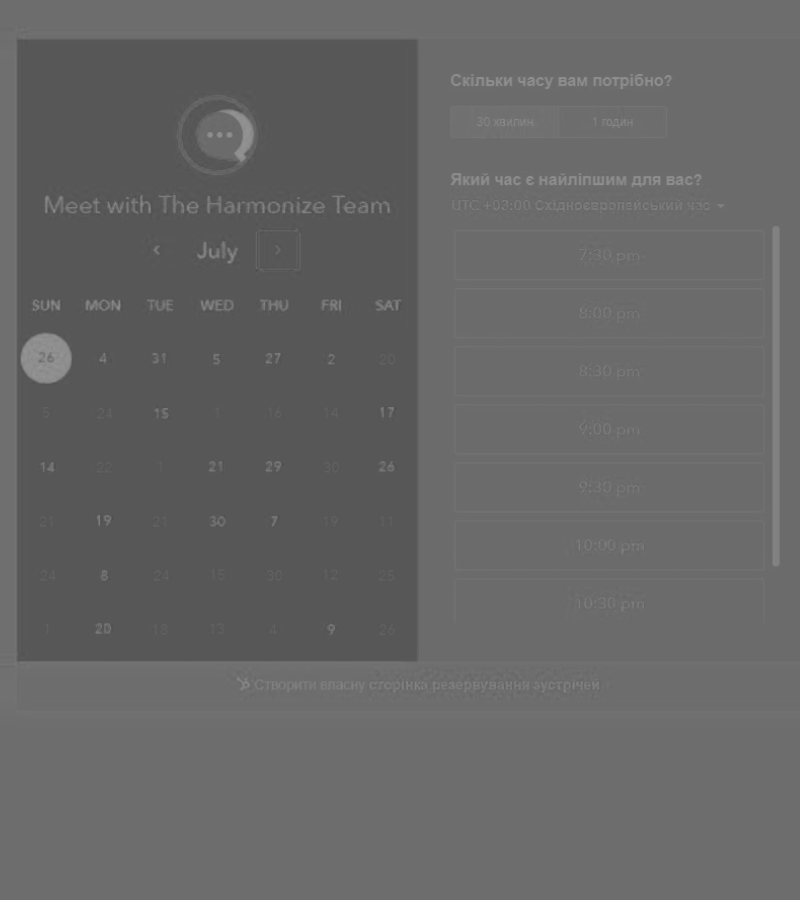 Meet with The Harmonize Team
July
SUN MON TUE WED THU FRI SAT
26 4 31 5 27 2 20
5 24 15 1 16 14 17
14 22 1 21 29 30 26
21 19 21 30 7 19 11
24 8 24 15 30 12 25
1 20 18 13 4 9 26
Скільки часу вам потрібно?
30 хвилин 1 годин
Який час є найліпшим для вас?
UTC +03:00 Східноєвропейський час
7:30 pm
8:00 pm
8:30 pm
9:00 pm
9:30 pm
10:00 pm
10:30 pm
Створити власну сторінка резервування зустрічей